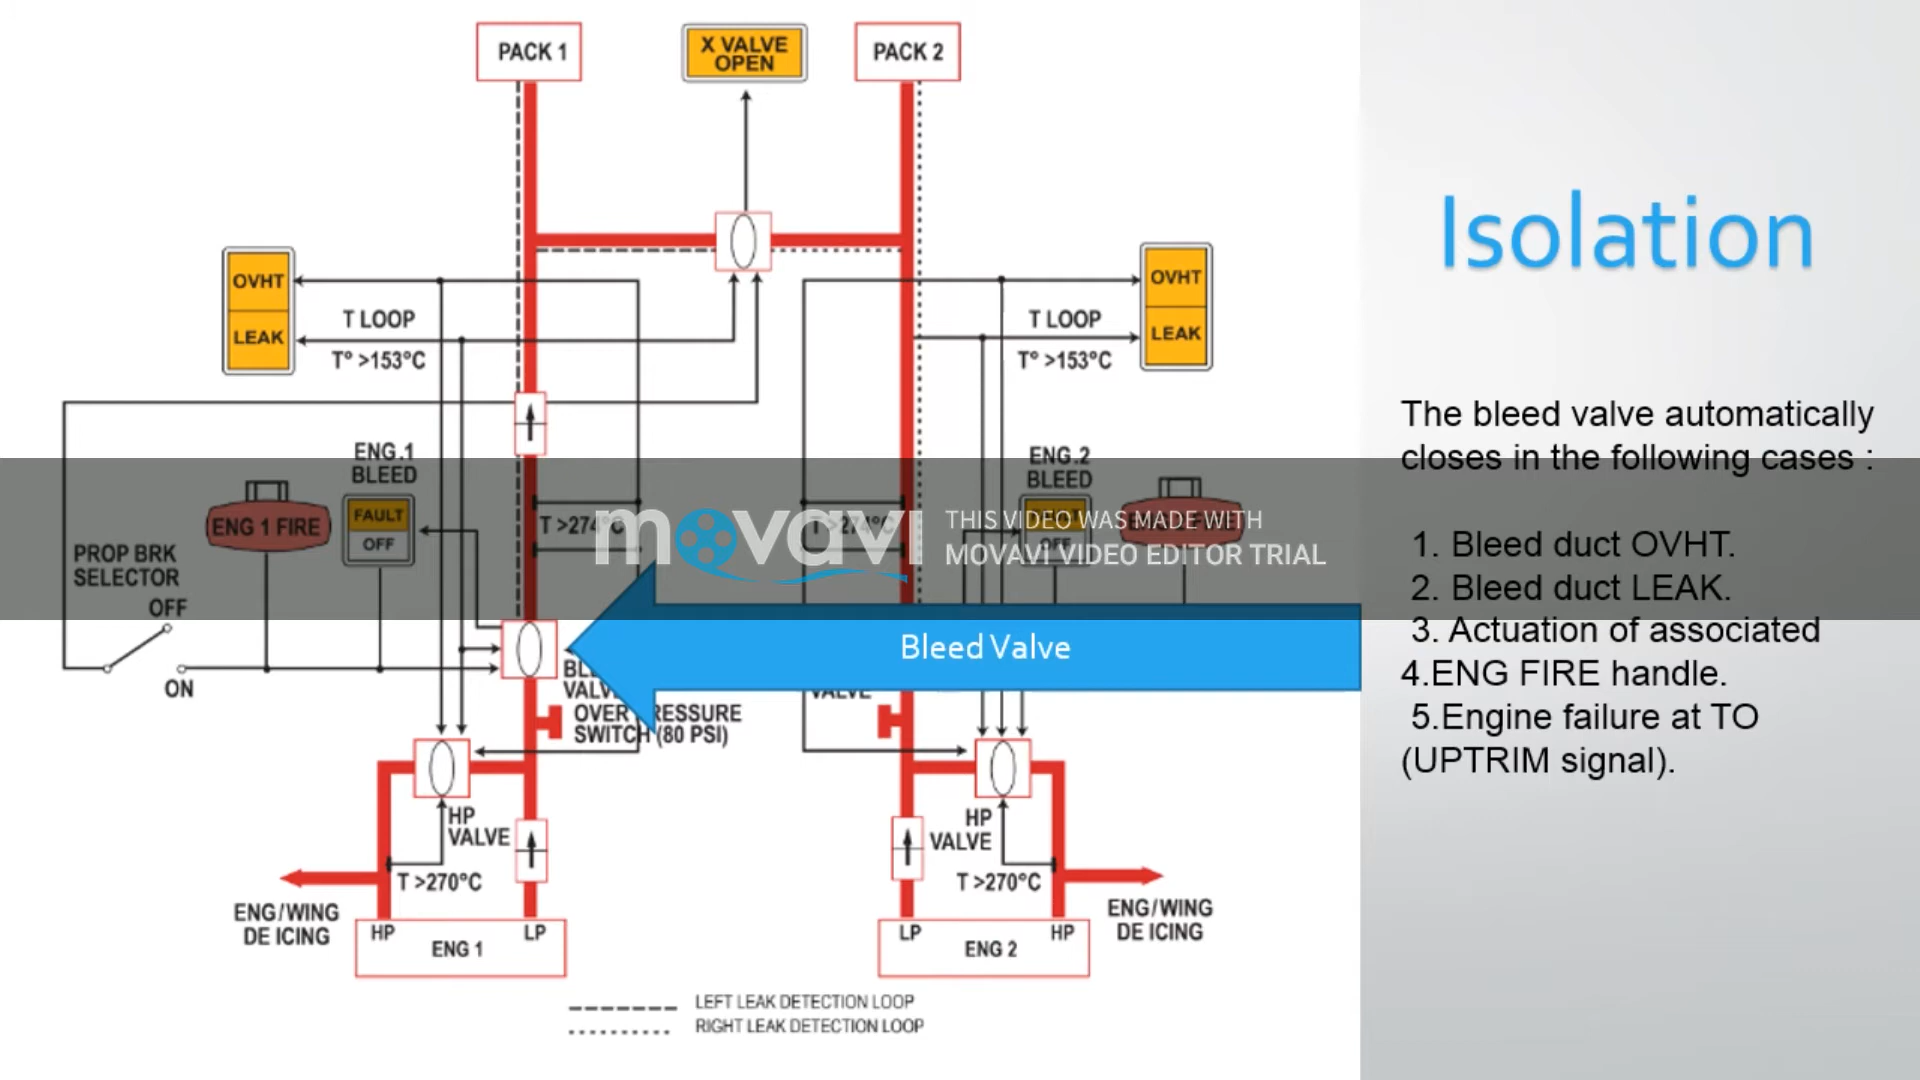 PACK 1
X VALVE
OPEN
PACK 2
Isolation
OVHT
LEAK
T LOOP
T° >153°C
T LOOP
T° >153°C
OVHT
LEAK
The bleed valve automatically
closes in the following cases :
1. Bleed duct OVHT.
2. Bleed duct LEAK.
3. Actuation of associated
4.ENG FIRE handle.
5.Engine failure at TO
(UPTRIM signal).
ENG.1
BLEED
ENG 1 FIRE
FAULT
OFF
PROP BRK
SELECTOR
OFF
ON
T >274°C
T >274°C
ENG.2
BLEED
OFF
movavi
THIS VIDEO WAS MADE WITH
MOVAVI VIDEO EDITOR TRIAL
Bleed Valve
VALVE
OVER PRESSURE
SWITCH (80 PSI)
HP
VALVE
T >270°C
HP
VALVE
T >270°C
ENG/WING
DE ICING
ENG/WING
DE ICING
HP
ENG 1
LP
LP
ENG 2
HP
LEFT LEAK DETECTION LOOP
RIGHT LEAK DETECTION LOOP